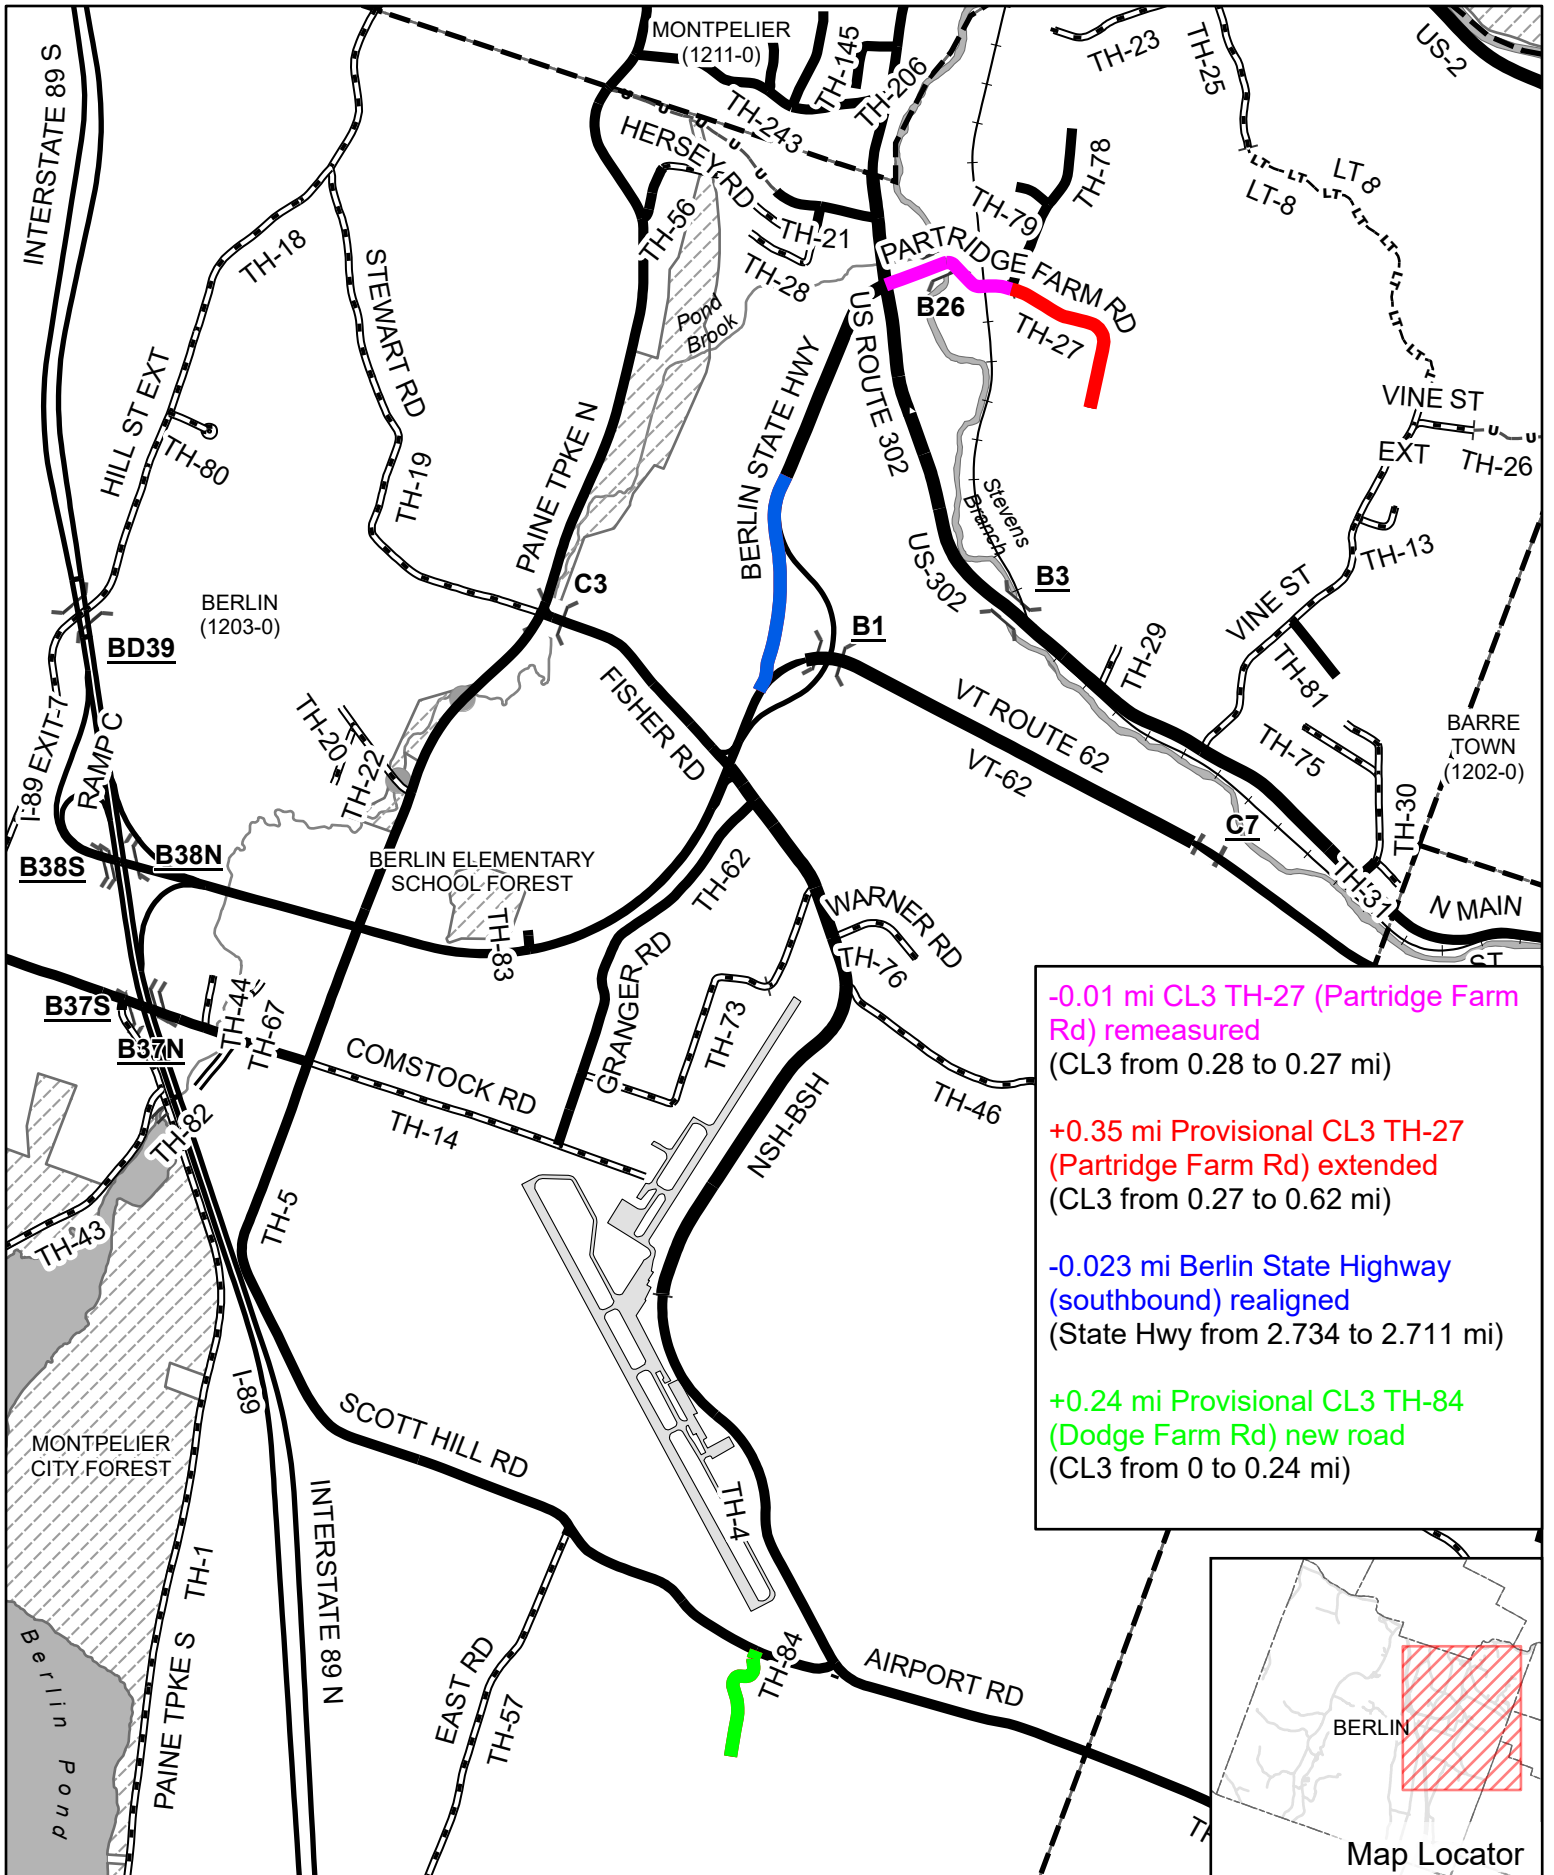 MONTPELIER
(1211-0)
TH-145
TH-206
TH-243
TH-23
TH-25
US-2
INTERSTATE 89 S
HERSEY RD
TH-56
TH-21
TH-28
TH-78
TH-79
LT 8
LT-8
TH-18
STEWART RD
PARTRIDGE FARM RD
B26
TH-27
Pond
Brook
US ROUTE 302
BERLIN STATE HWY
HILL ST EXT
TH-80
TH-19
PAINE TPKE N
VINE ST
EXT
TH-26
TH-13
Stevens
Branch
US-302
B3
C3
BERLIN
(1203-0)
BD39
B1
VINE ST
TH-29
TH-81
FISHER RD
VT ROUTE 62
VT-62
TH-75
BARRE
TOWN
(1202-0)
TH-30
I-89 EXIT-7
RAMP C
TH-20
TH-22
B38S
B38N
C7
TH-31
N MAIN
ST
BERLIN ELEMENTARY
SCHOOL FOREST
TH-62
TH-83
WARNER RD
TH-76
GRANGER RD
TH-73
B37S
B37N
TH-44
TH-67
COMSTOCK RD
TH-14
NSH-BSH
TH-46
TH-82
TH-43
TH-5
-0.01 mi CL3 TH-27 (Partridge Farm
Rd) remeasured
(CL3 from 0.28 to 0.27 mi)
+0.35 mi Provisional CL3 TH-27
(Partridge Farm Rd) extended
(CL3 from 0.27 to 0.62 mi)
-0.023 mi Berlin State Highway
(southbound) realigned
(State Hwy from 2.734 to 2.711 mi)
+0.24 mi Provisional CL3 TH-84
(Dodge Farm Rd) new road
(CL3 from 0 to 0.24 mi)
I-89
SCOTT HILL RD
MONTPELIER
CITY FOREST
TH-4
INTERSTATE 89 N
TH-1
PAINE TPKE S
Berlin Pond
EAST RD
TH-57
TH-84
AIRPORT RD
BERLIN
Map Locator